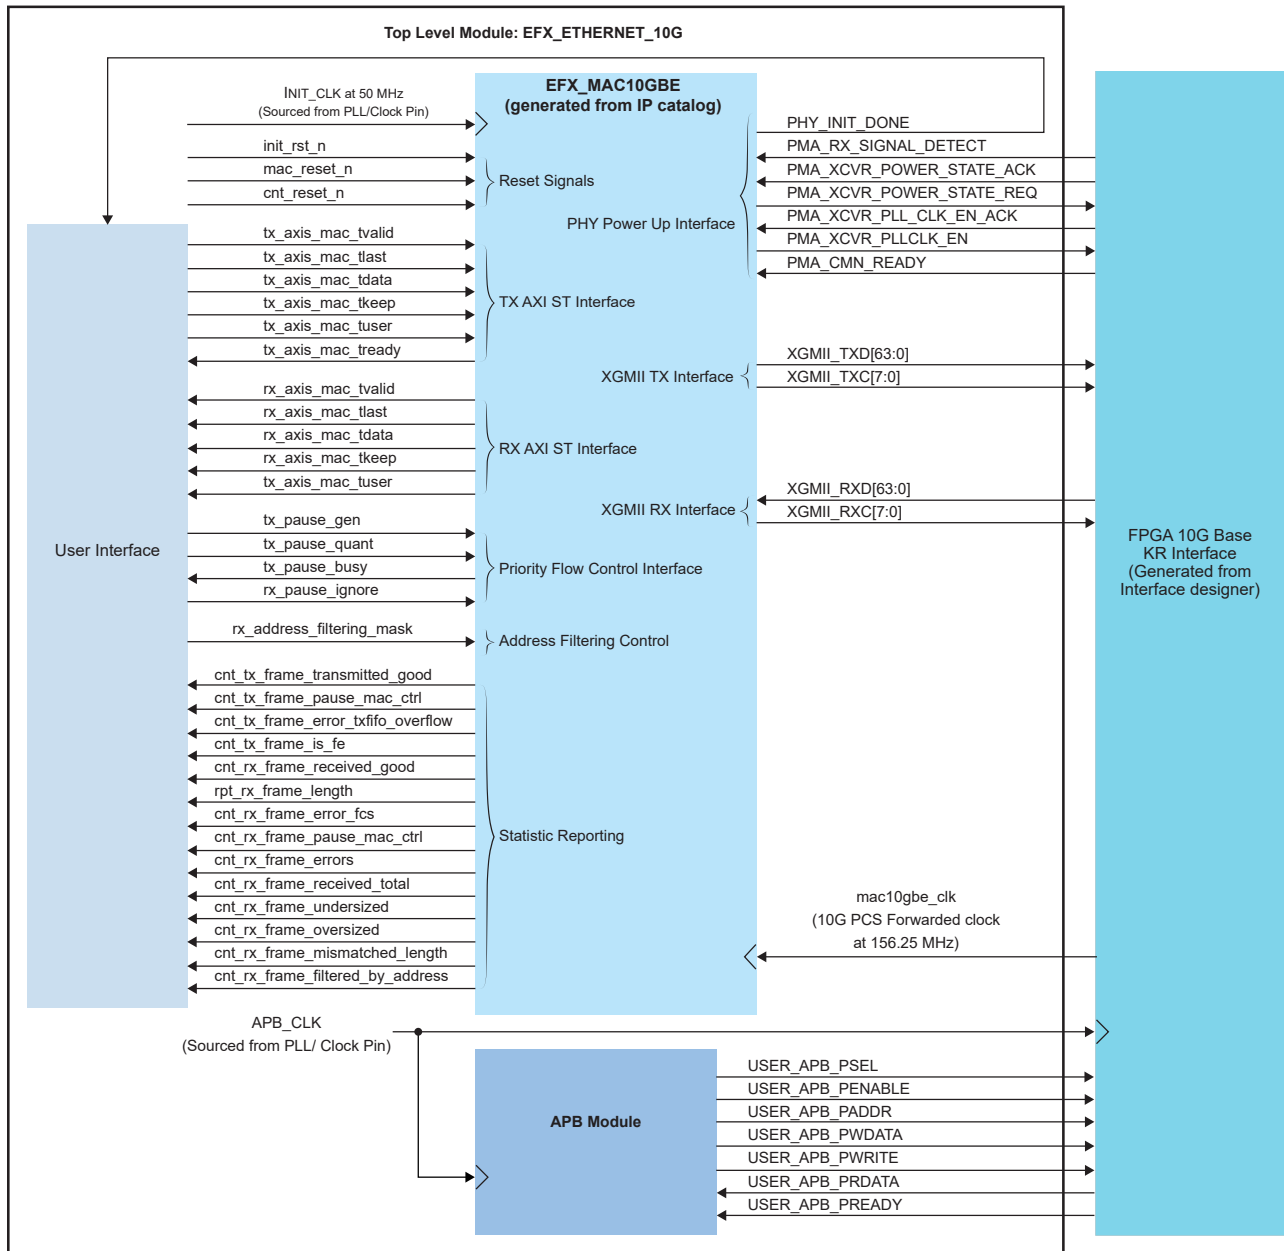 Top Level Module: EFX_ETHERNET_10G
INIT_CLK at 50 MHz
(Sourced from PLL/Clock Pin)
init_rst_n
mac_reset_n
cnt_reset_n
tx_axis_mac_tvalid
tx_axis_mac_tlast
tx_axis_mac_tdata
tx_axis_mac_tkeep
tx_axis_mac_tuser
tx_axis_mac_tready
rx_axis_mac_tvalid
rx_axis_mac_tlast
rx_axis_mac_tdata
rx_axis_mac_tkeep
tx_axis_mac_tuser
tx_pause_gen
tx_pause_quant
tx_pause_busy
rx_pause_ignore
rx_address_filtering_mask
cnt_tx_frame_transmitted_good
cnt_tx_frame_pause_mac_ctrl
cnt_tx_frame_error_txfifo_overflow
cnt_tx_frame_is_fe
cnt_rx_frame_received_good
rpt_rx_frame_length
cnt_rx_frame_error_fcs
cnt_rx_frame_pause_mac_ctrl
cnt_rx_frame_errors
cnt_rx_frame_received_total
cnt_rx_frame_undersized
cnt_rx_frame_oversized
cnt_rx_frame_mismatched_length
cnt_rx_frame_filtered_by_address
User Interface
EFX_MAC10GBE
(generated from IP catalog)
Reset Signals
PHY Power Up Interface
TX AXI ST Interface
XGMII TX Interface
RX AXI ST Interface
XGMII RX Interface
Priority Flow Control Interface
Address Filtering Control
Statistic Reporting
PHY_INIT_DONE
PMA_RX_SIGNAL_DETECT
PMA_XCVR_POWER_STATE_ACK
PMA_XCVR_POWER_STATE_REQ
PMA_XCVR_PLL_CLK_EN_ACK
PMA_XCVR_PLLCLK_EN
PMA_CMN_READY
XGMII_TXD[63:0]
XGMII_TXC[7:0]
XGMII_RXD[63:0]
XGMII_RXC[7:0]
mac10gbe_clk
(10G PCS Forwarded clock
at 156.25 MHz)
FPGA 10G Base
KR Interface
(Generated from
Interface designer)
APB_CLK
(Sourced from PLL/ Clock Pin)
APB Module
USER_APB_PSEL
USER_APB_PENABLE
USER_APB_PADDR
USER_APB_PWDATA
USER_APB_PWRITE
USER_APB_PRDATA
USER_APB_PREADY